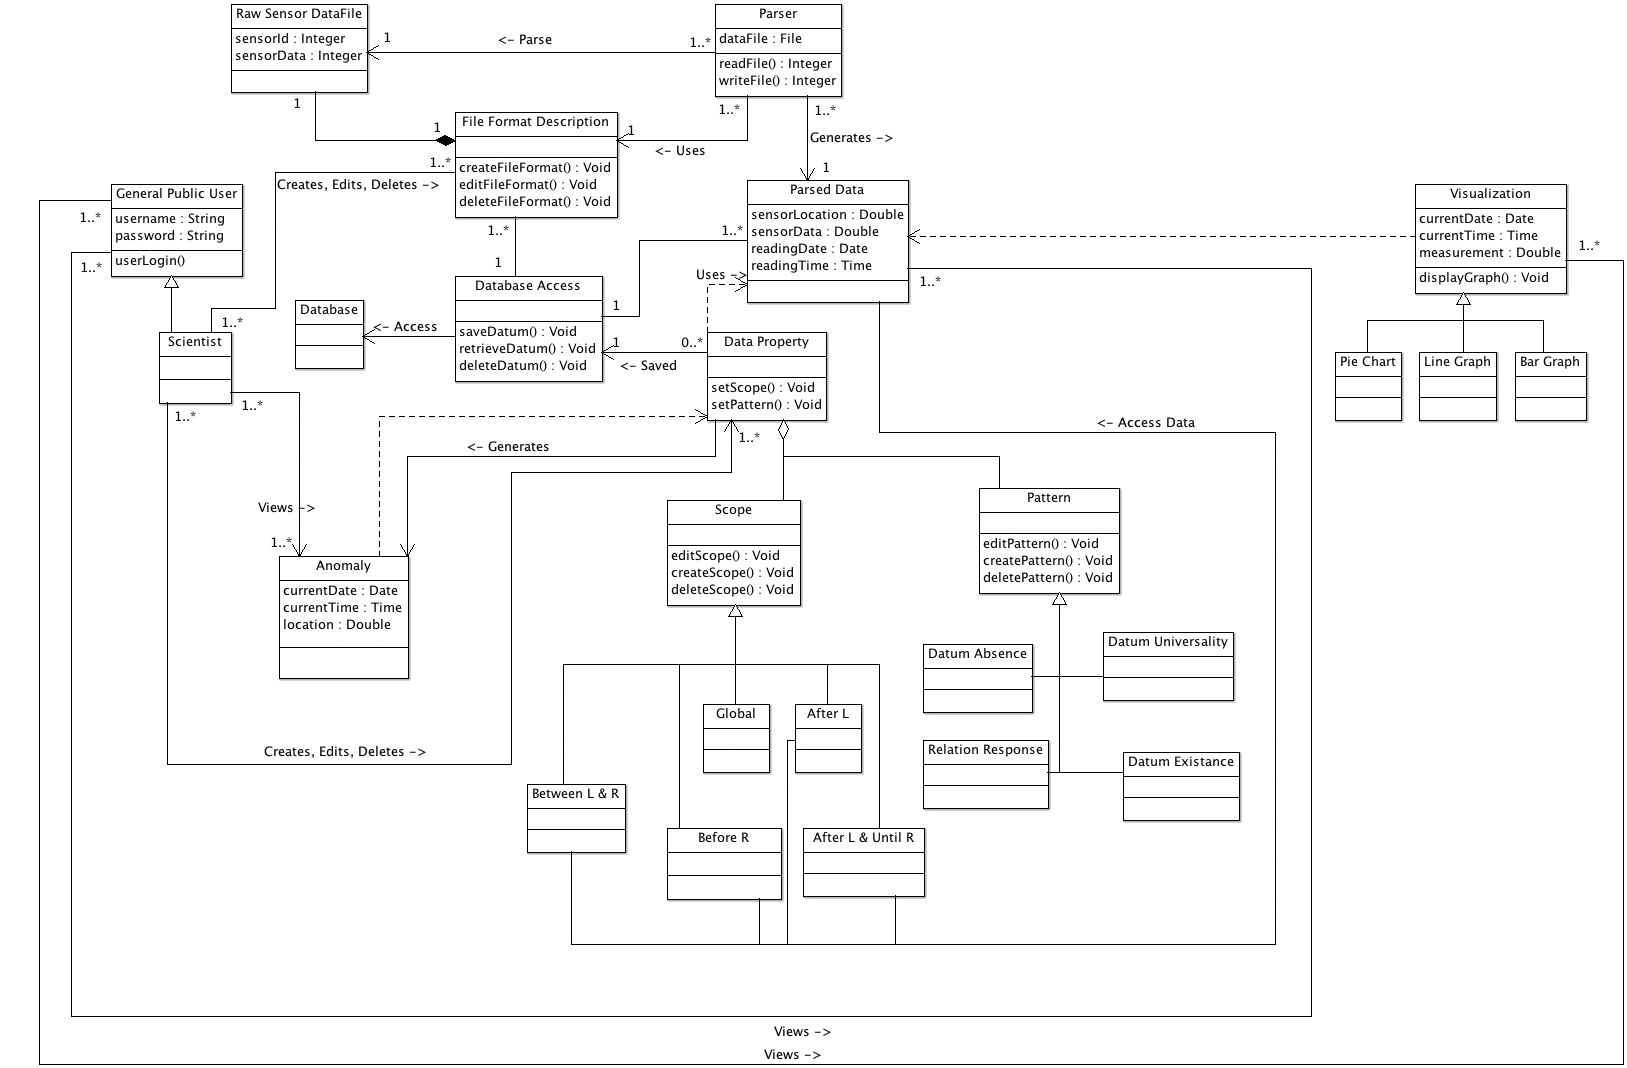 Raw Sensor DataFile
sensorId : Integer
sensorData : Integer
1
<- Parse
1..*
Parser
dataFile : File
readFile() : Integer
writeFile() : Integer
1
1
1..*
1..*
File Format Description
createFileFormat() : Void
editFileFormat() : Void
deleteFileFormat() : Void
1
<- Uses
Generates ->
1
1..*
Creates, Edits, Deletes ->
General Public User
username : String
password : String
userLogin()
1..*
1..*
Parsed Data
sensorLocation : Double
sensorData : Double
readingDate : Date
readingTime : Time
1..*
1..*
Visualization
currentDate : Date
currentTime : Time
measurement : Double
displayGraph() : Void
1..*
1..*
1
Uses ->
Database Access
saveDatum() : Void
retrieveDatum() : Void
deleteDatum() : Void
1
Database
<- Access
1..*
Scientist
1
0..*
<- Saved
Data Property
setScope() : Void
setPattern() : Void
Pie Chart
Line Graph
Bar Graph
1..*
1..*
1..*
<- Access Data
<- Generates
Views ->
1..*
Anomaly
currentDate : Date
currentTime : Time
location : Double
Scope
editScope() : Void
createScope() : Void
deleteScope() : Void
Pattern
editPattern() : Void
createPattern() : Void
deletePattern() : Void
Datum Absence
Datum Universality
Global
After L
Relation Response
Datum Existance
Creates, Edits, Deletes ->
Between L & R
Before R
After L & Until R
Views ->
Views ->